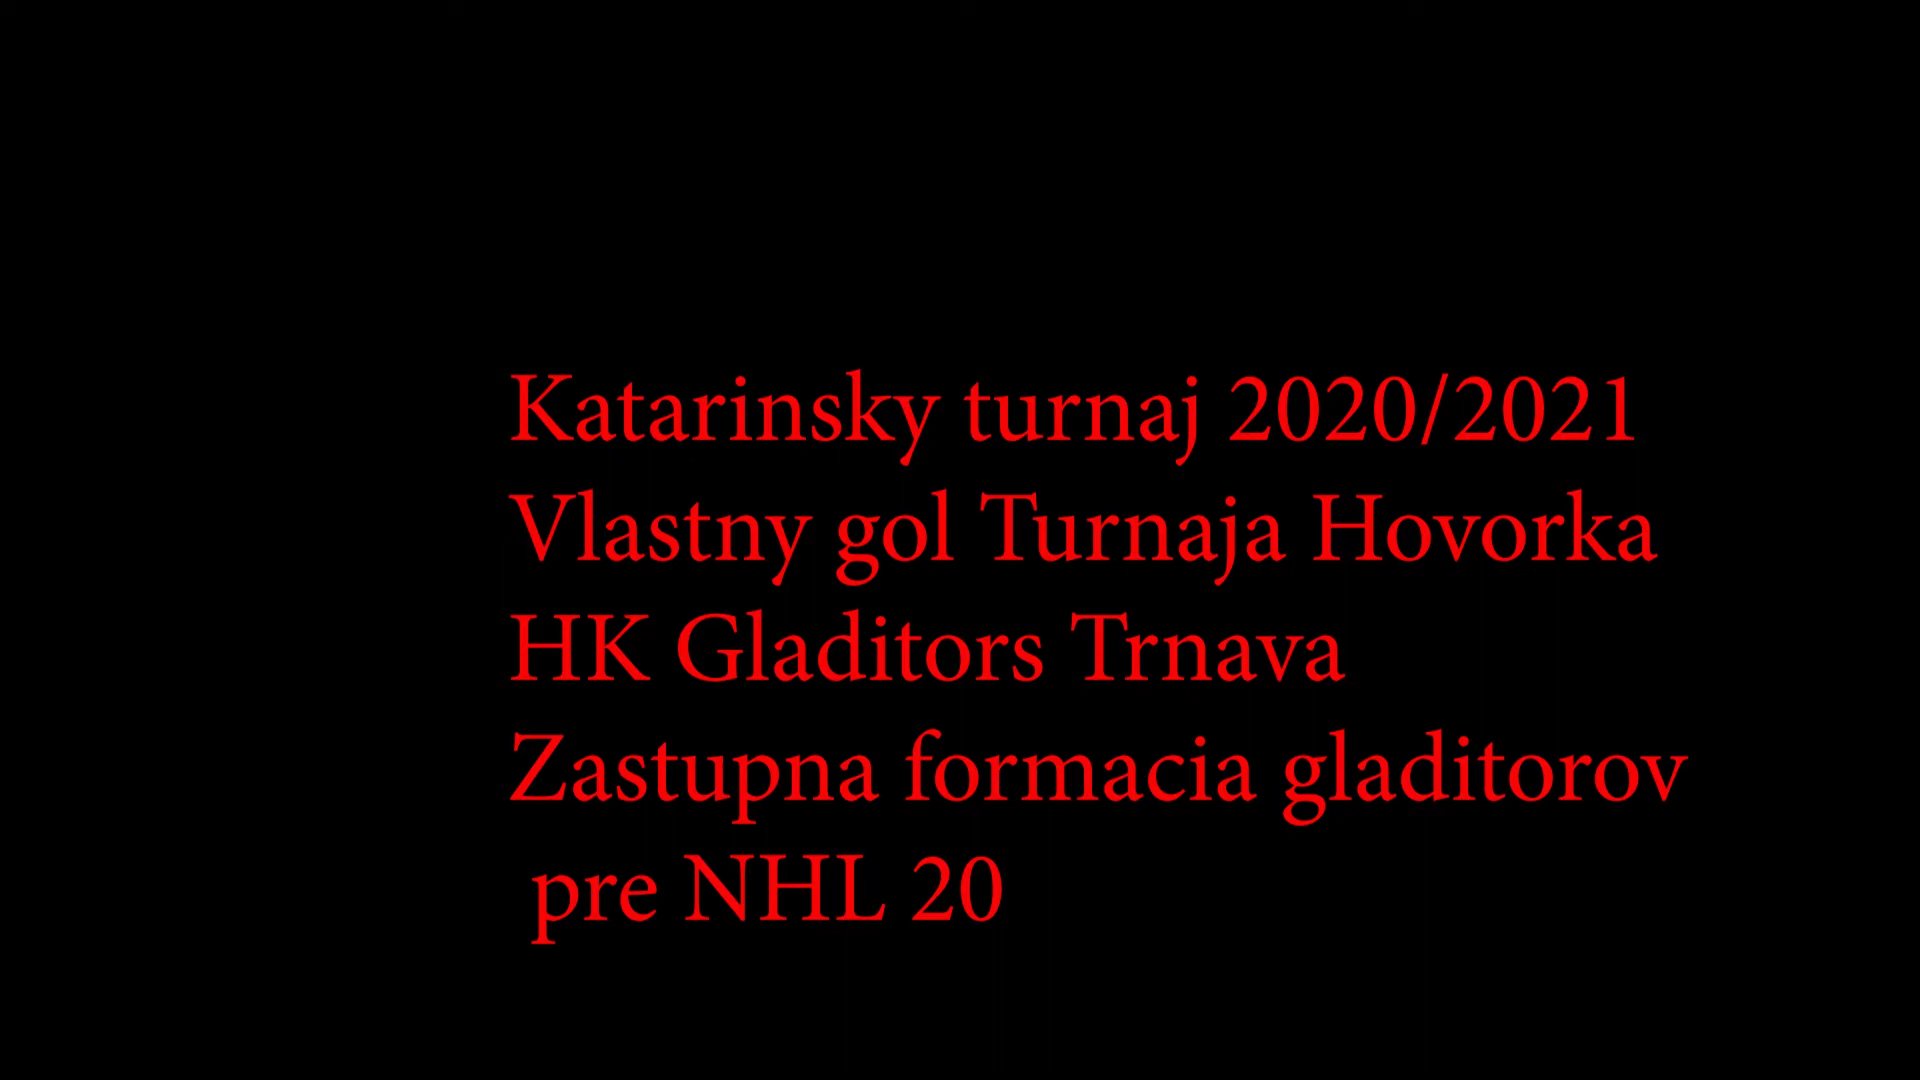 Katarinsky turnaj 2020/2021
Vlastny gol Turnaja Hovorka
HK Gladitors Trnava
Zastupna formacia gladitorov
pre NHL 20